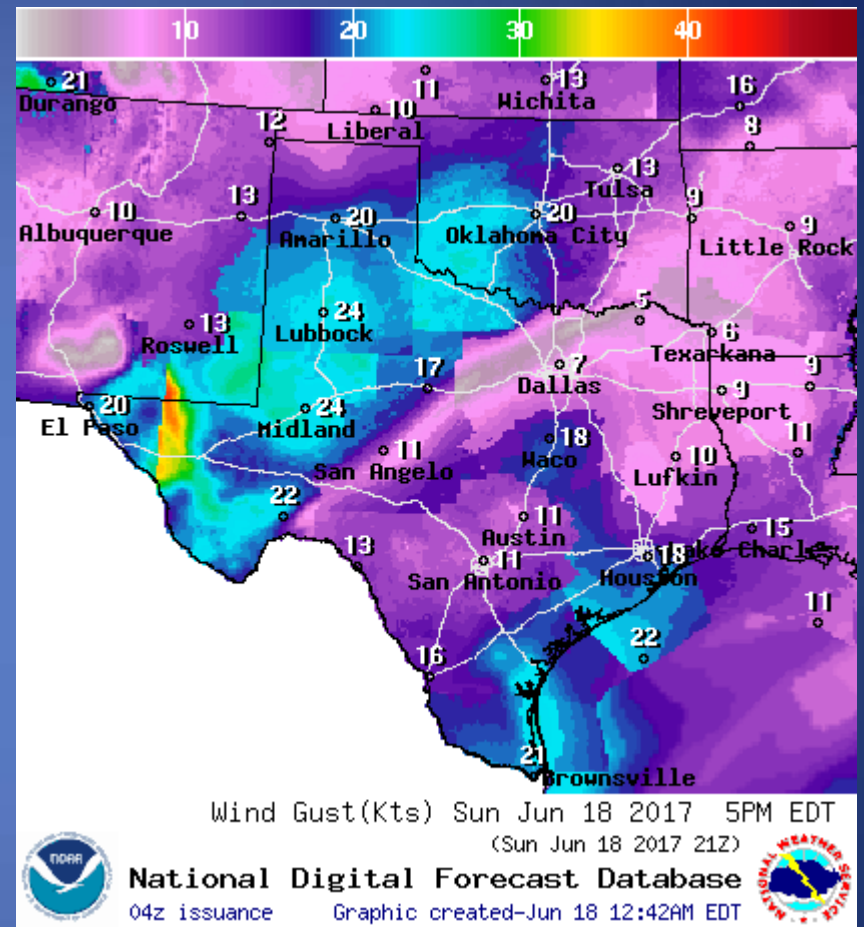 10 20 30 40
21
Durango
11
13
Wichita
16
10
Liberal
12
8
13
Tulsa
10
Albuquerque
13
20
Amarillo
20
Oklahoma City
9
9
Little Rock
13
Roswell
24
Lubbock
5
6
Texarkana
20
El Paso
24
Midland
17
7
Dallas
9
Shreveport
9
11
San Angelo
18
Waco
10
Lufkin
11
22
11
Austin
15
Lake Charles
13
11
San Antonio
18
Houston
11
16
22
21
Brownsville
Wind Gust(Kts) Sun Jun 18 2017 5PM EDT
(Sun Jun 18 2017 21Z)
NOAA
National Digital Forecast Database
04z issuance Graphic created-Jun 18 12:42AM EDT
NATIONAL WEATHER SERVICE